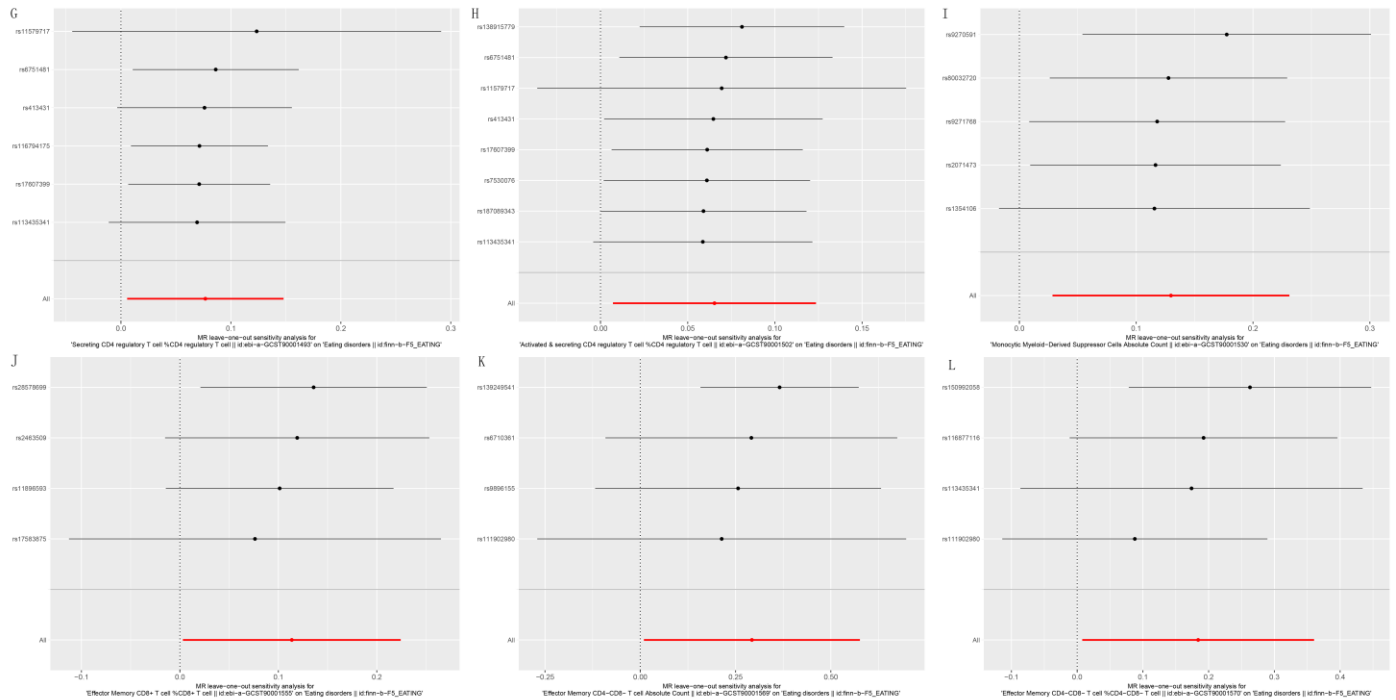 G
rs11579717
rs6751481
rs413431
rs116794175
rs17607399
rs113435341
All
0.0 0.1 0.2 0.3
MR leave-one-out sensitivity analysis for
'Secreting CD4 regulatory T cell %CD4 regulatory T cell || id:ebi-a-GCST90001493' on 'Eating disorders || id:finn-b-F5_EATING'
H
rs138915779
rs6751481
rs11579717
rs413431
rs17607399
rs7530076
rs187089343
rs113435341
All
0.00 0.05 0.10 0.15
MR leave-one-out sensitivity analysis for
'Activated & secreting CD4 regulatory T cell %CD4 regulatory T cell || id:ebi-a-GCST90001502' on 'Eating disorders || id:finn-b-F5_EATING'
I
rs9270591
rs80032720
rs9271768
rs2071473
rs1354106
All
0.0 0.1 0.2 0.3
MR leave-one-out sensitivity analysis for
'Monocytic Myeloid-Derived Suppressor Cells Absolute Count || id:ebi-a-GCST90001530' on 'Eating disorders || id:finn-b-F5_EATING'
J
rs28578699
rs2463509
rs11896593
rs17583875
All
−0.1 0.0 0.1 0.2
MR leave-one-out sensitivity analysis for
'Effector Memory CD8+ T cell %CD8+ T cell || id:ebi-a-GCST90001555' on 'Eating disorders || id:finn-b-F5_EATING'
K
rs139249541
rs6710361
rs9896155
rs111902980
All
−0.25 0.00 0.25 0.50
MR leave-one-out sensitivity analysis for
'Effector Memory CD4−CD8− T cell Absolute Count || id:ebi-a-GCST90001569' on 'Eating disorders || id:finn-b-F5_EATING'
L
rs150992058
rs116877116
rs113435341
rs111902980
All
−0.1 0.0 0.1 0.2 0.3 0.4
MR leave-one-out sensitivity analysis for
'Effector Memory CD4−CD8− T cell %CD4−CD8− T cell || id:ebi-a-GCST90001570' on 'Eating disorders || id:finn-b-F5_EATING'